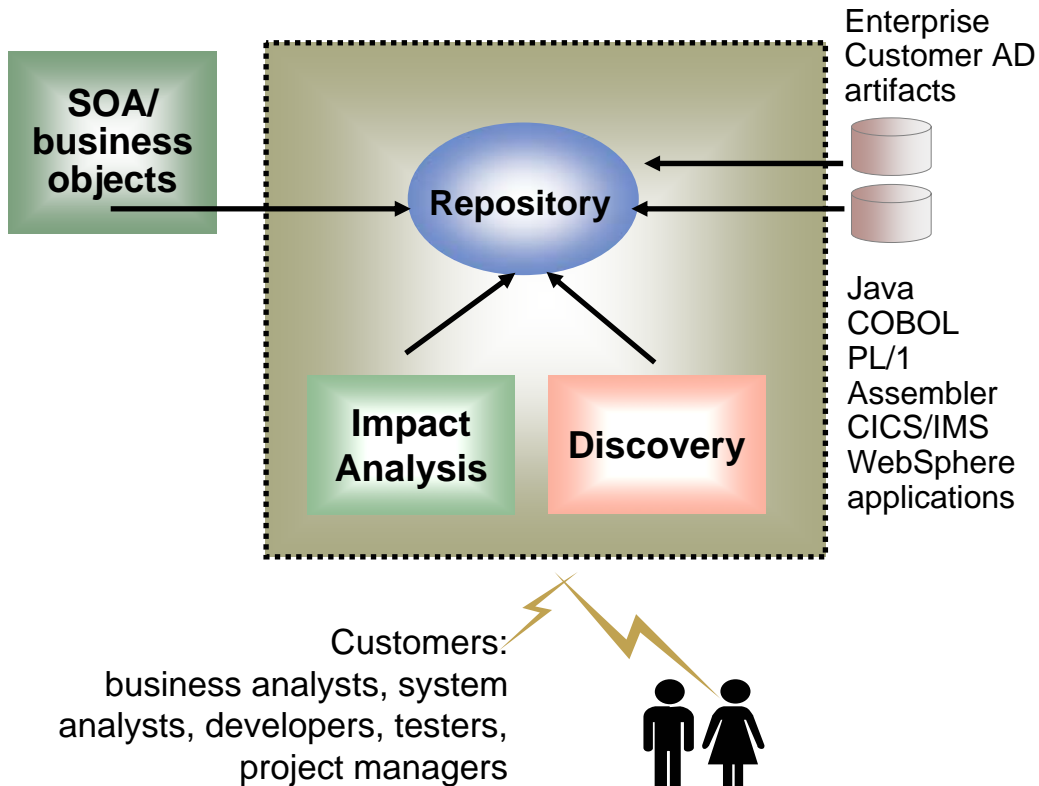 Enterprise
Customer AD
artifacts
SOA/
business
objects
Repository
Java
COBOL
PL/1
Assembler
CICS/IMS
WebSphere
applications
Impact
Analysis
Discovery
Customers:
business analysts, system
analysts, developers, testers,
project managers